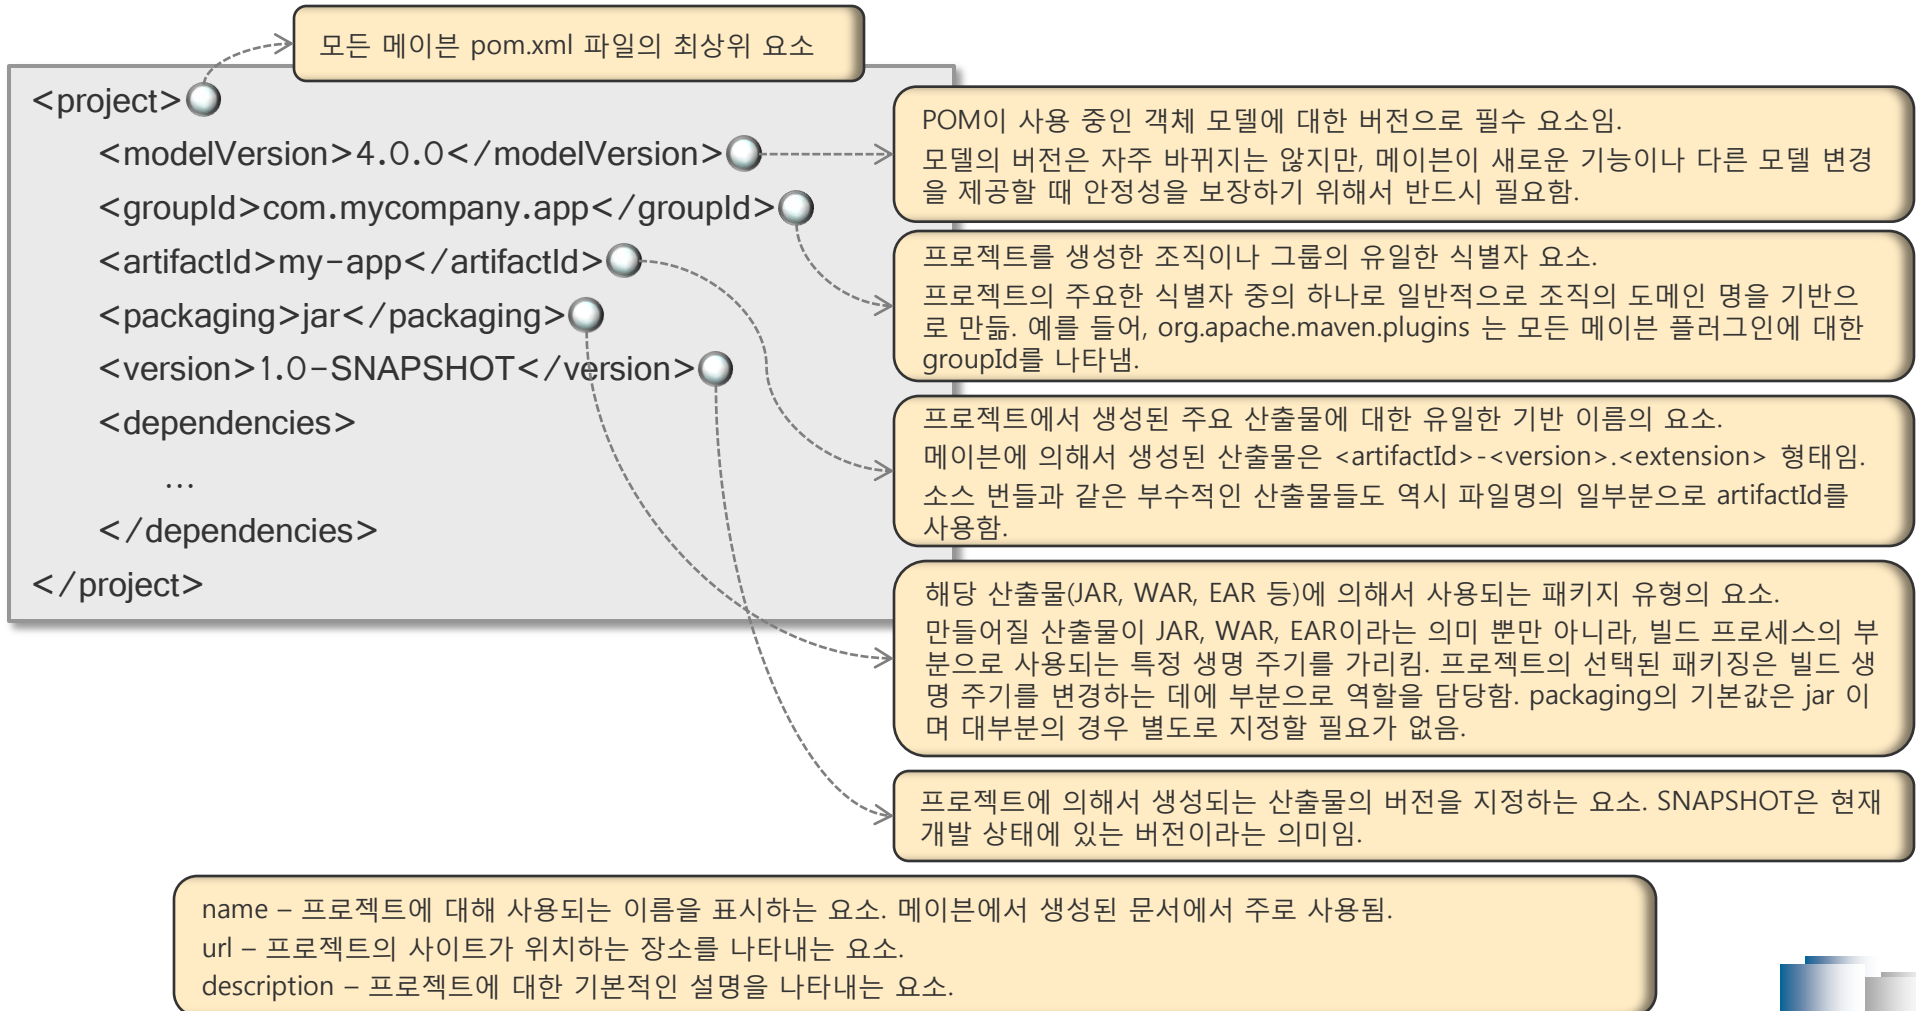 모든 메이븐 pom.xml 파일의 최상위 요소
<project>
<modelVersion>4.0.0</modelVersion>
<groupId>com.mycompany.app</groupId>
<artifactId>my-app</artifactId>
<packaging>jar</packaging>
<version>1.0-SNAPSHOT</version>
<dependencies>
...
</dependencies>
</project>
POM이 사용 중인 객체 모델에 대한 버전으로 필수 요소임.
모델의 버전은 자주 바뀌지는 않지만, 메이븐이 새로운 기능이나 다른 모델 변경
을 제공할 때 안정성을 보장하기 위해서 반드시 필요함.
프로젝트를 생성한 조직이나 그룹의 유일한 식별자 요소.
프로젝트의 주요한 식별자 중의 하나로 일반적으로 조직의 도메인 명을 기반으
로 만듦. 예를 들어, org.apache.maven.plugins 는 모든 메이븐 플러그인에 대한
groupId를 나타냄.
프로젝트에서 생성된 주요 산출물에 대한 유일한 기반 이름의 요소.
메이븐에 의해서 생성된 산출물은 <artifactId>-<version>.<extension> 형태임.
소스 번들과 같은 부수적인 산출물들도 역시 파일명의 일부분으로 artifactId를
사용함.
해당 산출물(JAR, WAR, EAR 등)에 의해서 사용되는 패키지 유형의 요소.
만들어질 산출물이 JAR, WAR, EAR이라는 의미 뿐만 아니라, 빌드 프로세스의 부
분으로 사용되는 특정 생명 주기를 가리킴. 프로젝트의 선택된 패키징은 빌드 생
명 주기를 변경하는 데에 부분으로 역할을 담당함. packaging의 기본값은 jar 이
며 대부분의 경우 별도로 지정할 필요가 없음.
프로젝트에 의해서 생성되는 산출물의 버전을 지정하는 요소. SNAPSHOT은 현재
개발 상태에 있는 버전이라는 의미임.
name – 프로젝트에 대해 사용되는 이름을 표시하는 요소. 메이븐에서 생성된 문서에서 주로 사용됨.
url – 프로젝트의 사이트가 위치하는 장소를 나타내는 요소.
description – 프로젝트에 대한 기본적인 설명을 나타내는 요소.